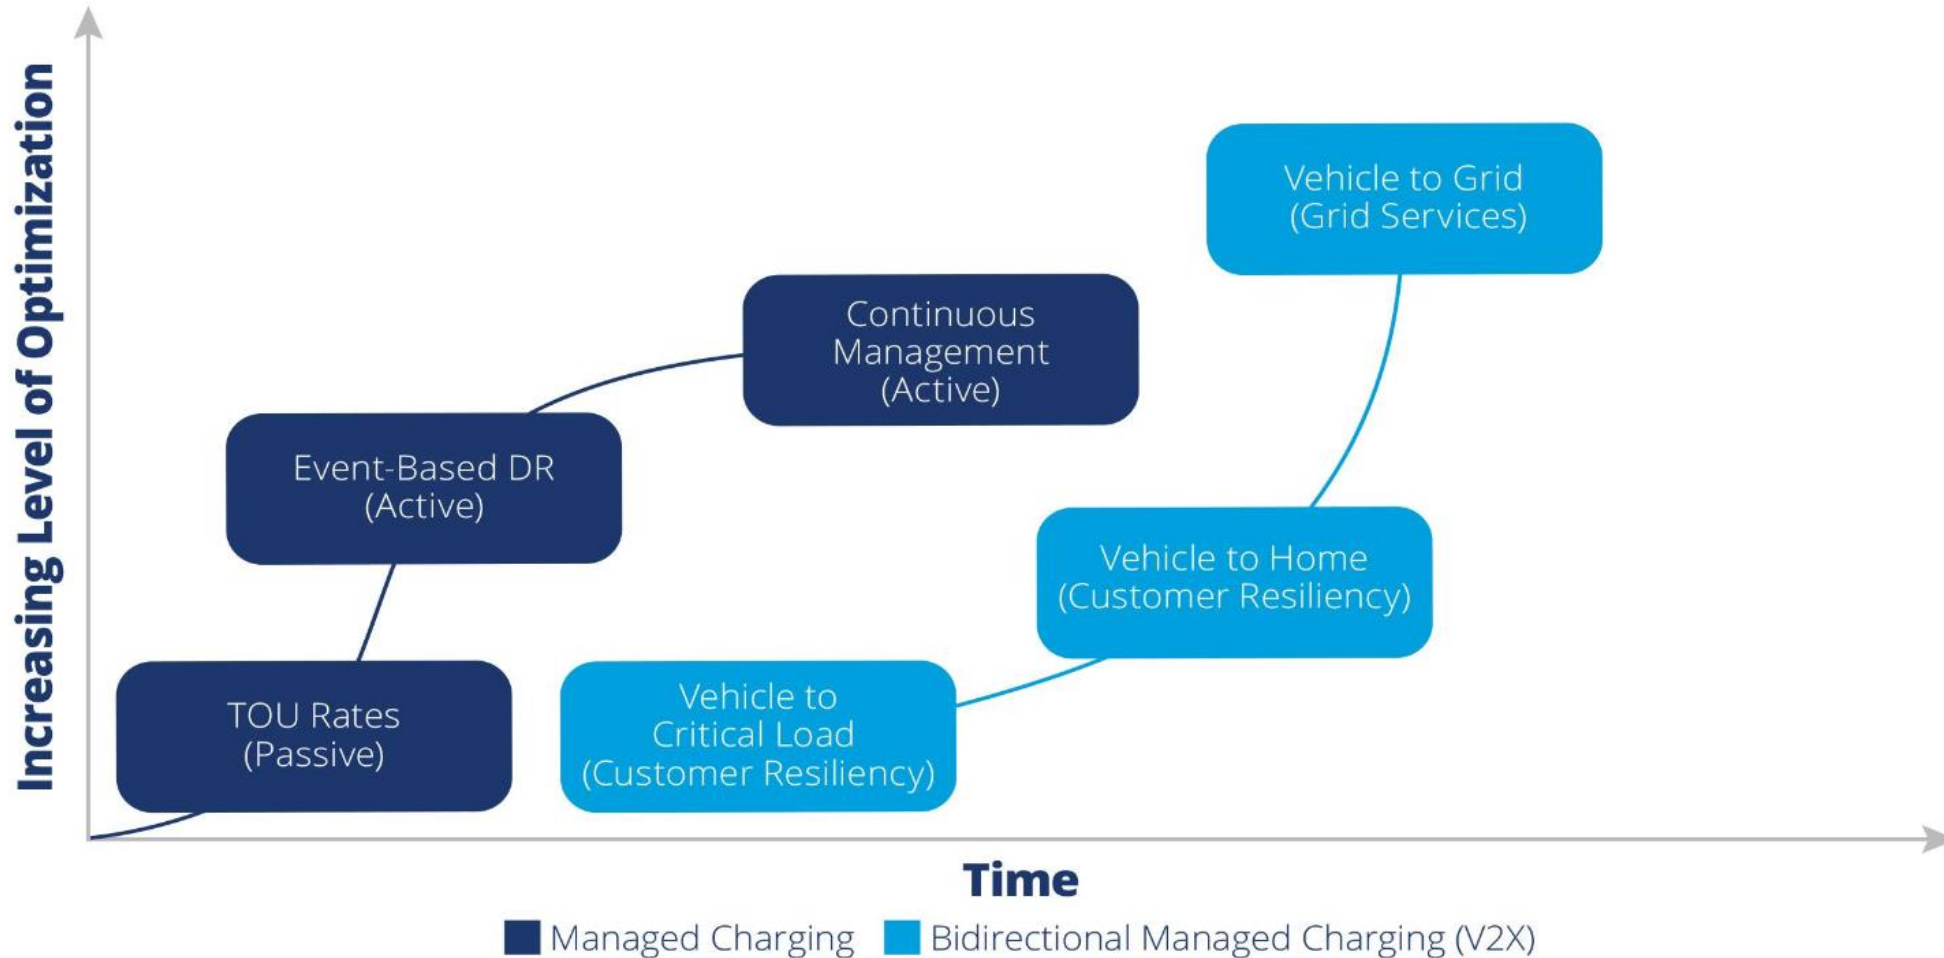 Increasing Level of Optimization
Vehicle to Grid
(Grid Services)
Continuous
Management
(Active)
Event-Based DR
(Active)
Vehicle to Home
(Customer Resiliency)
TOU Rates
(Passive)
Vehicle to
Critical Load
(Customer Resiliency)
Time
Managed Charging
Bidirectional Managed Charging (V2X)